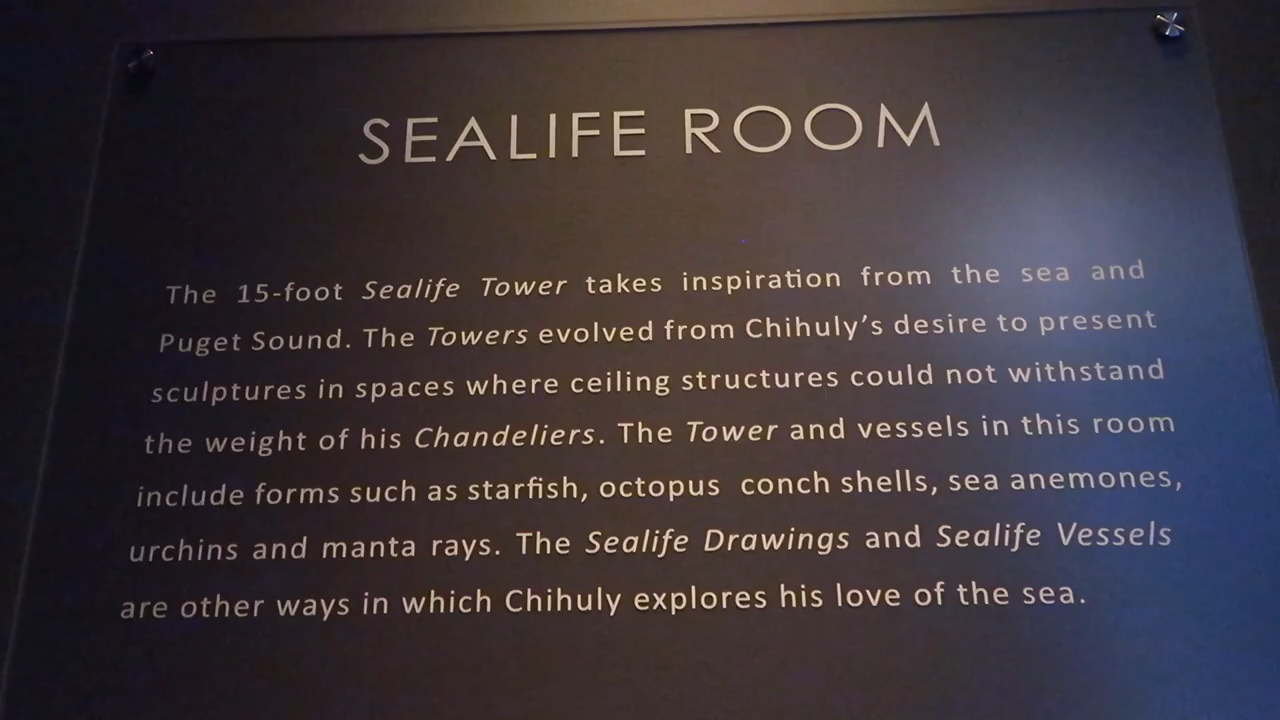 SEALIFE ROOM
The 15-foot Sealife Tower takes inspiration from the sea and
Puget Sound. The Towers evolved from Chihuly’s desire to present
sculptures in spaces where ceiling structures could not withstand
the weight of his Chandeliers. The Tower and vessels in this room
include forms such as starfish, octopus  conch shells, sea anemones,
urchins and manta rays. The Sealife Drawings and Sealife Vessels
are other ways in which Chihuly explores his love of the sea.